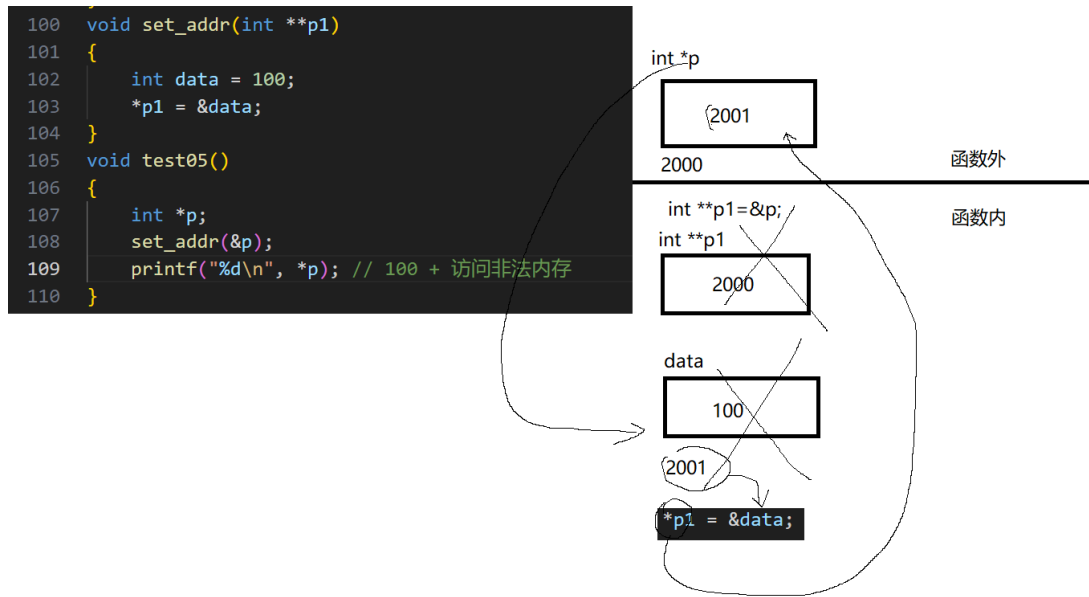 100 void set_addr(int **p1)
101 {
102 int data = 100;
103 *p1 = &data;
104 }
105 void test05()
106 {
107 int *p;
108 set_addr(&p);
109 printf("%d\n", *p); // 100 + 访问非法内存
110 }
int *p
2001
2000
函数外
函数内
int **p1=&p;
int **p1
2000
data
100
2001
*p1 = &data;